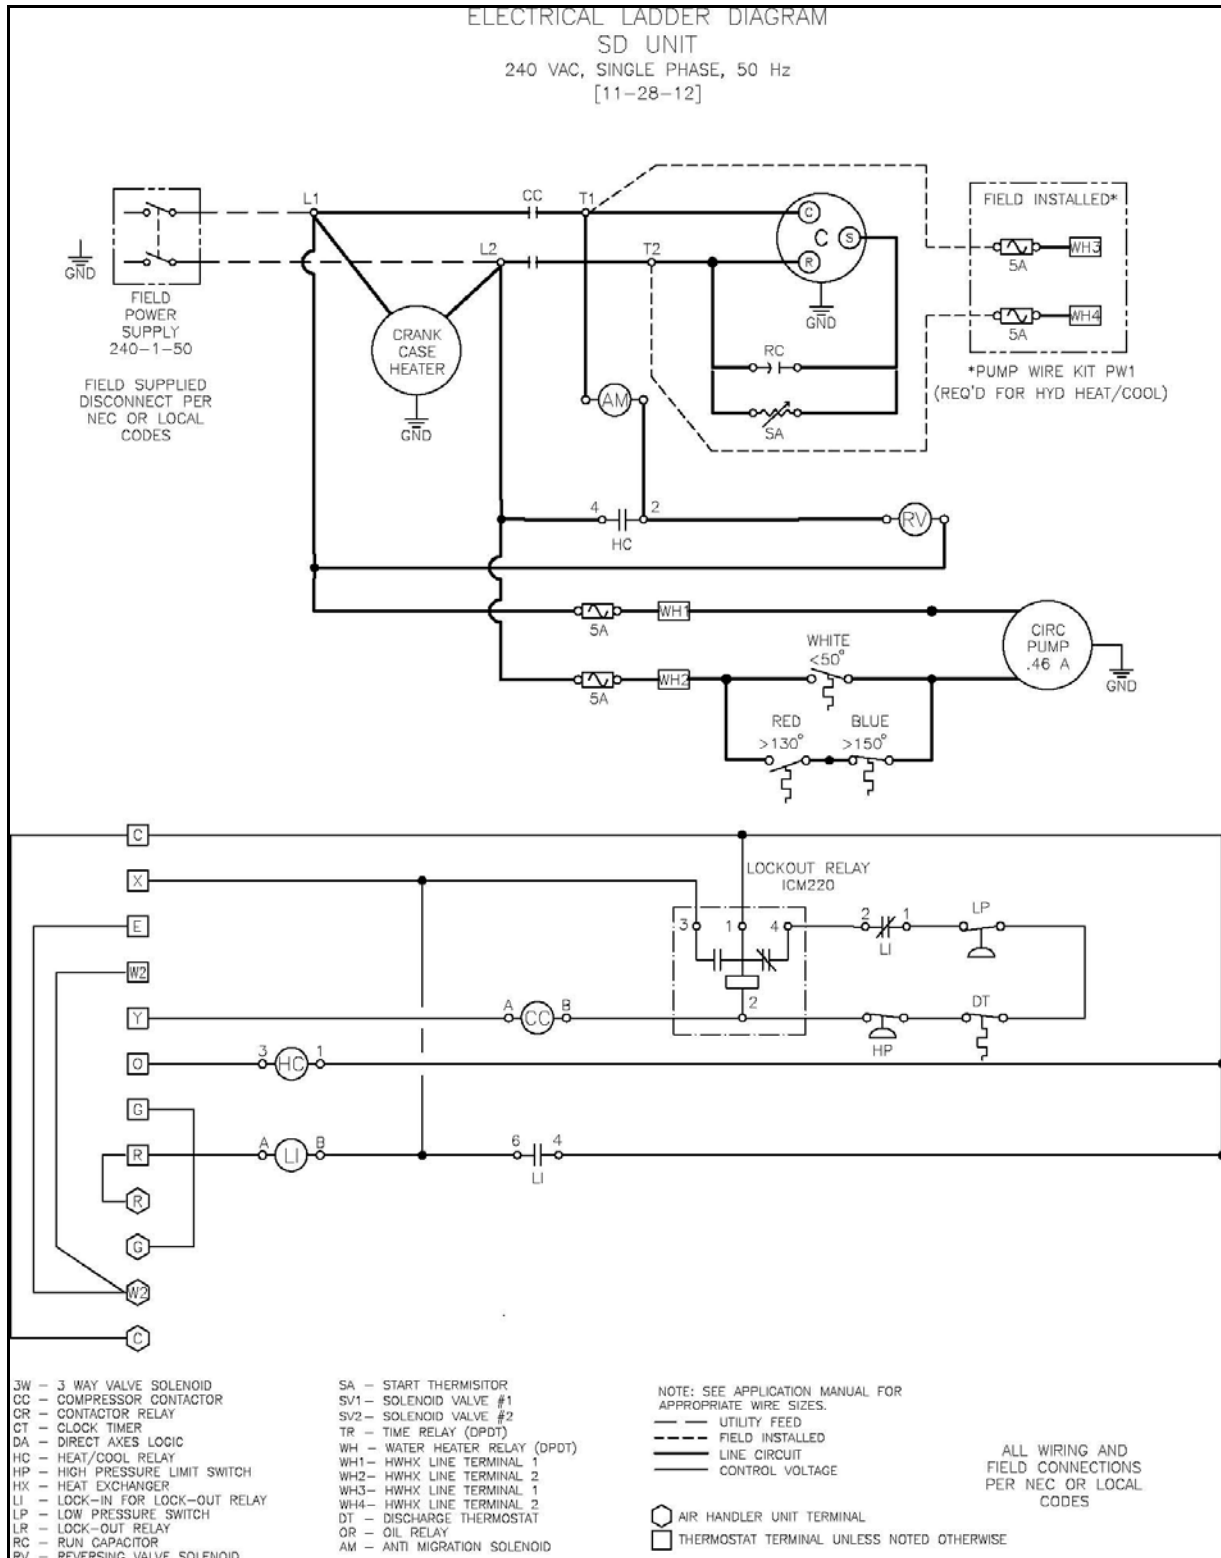 ELECTRICAL LADDER DIAGRAM
SD UNIT
240 VAC, SINGLE PHASE, 50 Hz
[11-28-12]
L1
CC
T1
L2
T2
C
C
S
R
GND
GND
FIELD
POWER
SUPPLY
240-1-50
FIELD SUPPLIED
DISCONNECT PER
NEC OR LOCAL
CODES
CRANK
CASE
HEATER
GND
RC
SA
AM
FIELD INSTALLED*
WH3
5A
WH4
5A
*PUMP WIRE KIT PW1
(REQ'D FOR HYD HEAT/COOL)
4
2
HC
RV
5A
WH1
5A
WH2
WHITE
<50°
RED
>130°
BLUE
>150°
CIRC
PUMP
.46 A
GND
C
X
LOCKOUT RELAY
ICM220
E
3
1
4
2
1
LI
LP
W2
2
Y
A
CC
B
HP
DT
O
3
HC
1
G
R
A
LI
B
6
4
LI
R
G
W2
C
3W - 3 WAY VALVE SOLENOID
CC - COMPRESSOR CONTACTOR
CR - CONTACTOR RELAY
CT - CLOCK TIMER
DA - DIRECT AXES LOGIC
HC - HEAT/COOL RELAY
HP - HIGH PRESSURE LIMIT SWITCH
HX - HEAT EXCHANGER
LI - LOCK-IN FOR LOCK-OUT RELAY
LP - LOW PRESSURE SWITCH
LR - LOCK-OUT RELAY
RC - RUN CAPACITOR
RV - REVERSING VALVE SOLENOID
SA - START THERMISITOR
SV1- SOLENOID VALVE #1
SV2- SOLENOID VALVE #2
TR - TIME RELAY (DPDT)
WH - WATER HEATER RELAY (DPDT)
WH1- HWHX LINE TERMINAL 1
WH2- HWHX LINE TERMINAL 2
WH3- HWHX LINE TERMINAL 1
WH4- HWHX LINE TERMINAL 2
DT - DISCHARGE THERMOSTAT
OR - OIL RELAY
AM - ANTI MIGRATION SOLENOID
NOTE: SEE APPLICATION MANUAL FOR
APPROPRIATE WIRE SIZES.
UTILITY FEED
FIELD INSTALLED
LINE CIRCUIT
CONTROL VOLTAGE
AIR HANDLER UNIT TERMINAL
THERMOSTAT TERMINAL UNLESS NOTED OTHERWISE
ALL WIRING AND
FIELD CONNECTIONS
PER NEC OR LOCAL
CODES